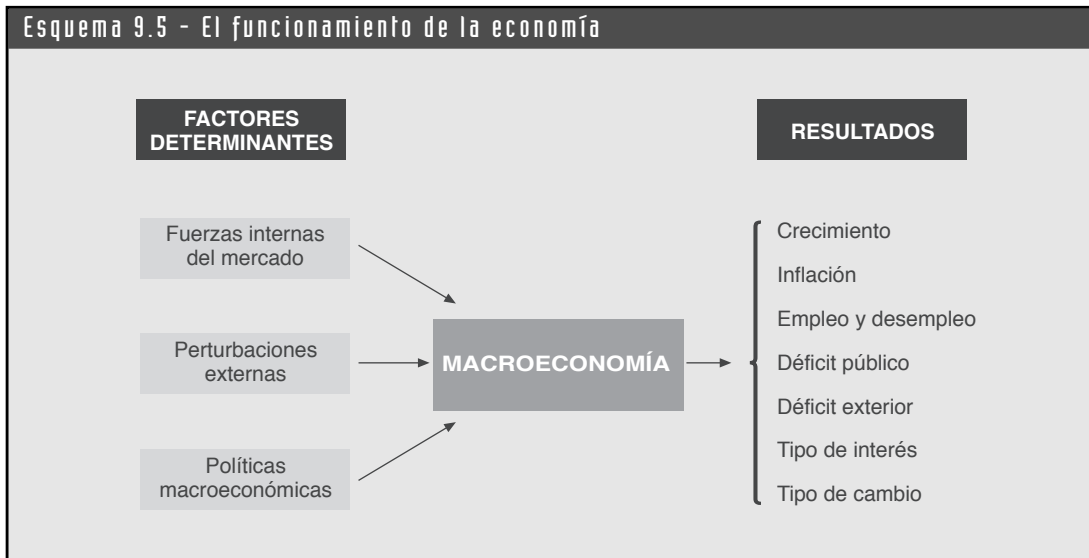 Esquema 9.5 - El funcionamiento de la economía
FACTORES
DETERMINANTES
RESULTADOS
Fuerzas internas
del mercado
Perturbaciones
externas
Políticas
macroeconómicas
MACROECONOMÍA
Crecimiento
Inflación
Empleo y desempleo
Déficit público
Déficit exterior
Tipo de interés
Tipo de cambio